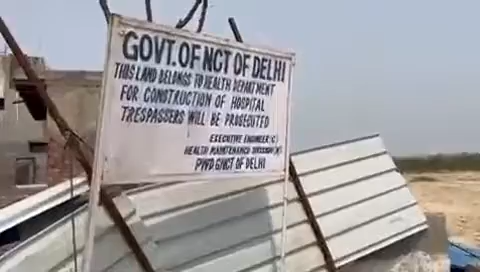 GOVT. OF NCT OF DELHI
THIS LAND BELONGS TO HEALTH DEPARTMENT
FOR CONSTRUCTION OF HOSPITAL
TRESPASSERS WILL BE PROSECUTED
EXECUTIVE ENGINEER (C)
HEALTH MAINTENANCE DIVISION
PWD GNCT OF DELHI